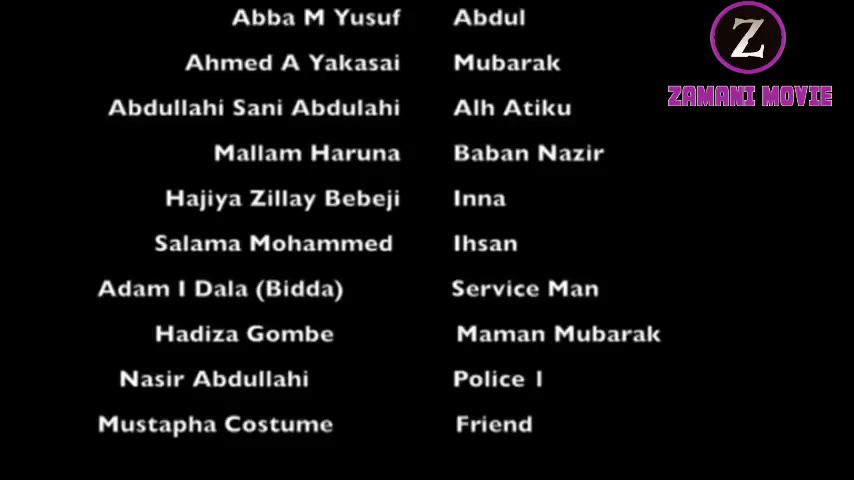 Abba M Yusuf Abdul
Ahmed A Yakasai Mubarak
Abdullahi Sani Abdulahi Alh Atiku
Mallam Haruna Baban Nazir
Hajiya Zillay Bebeji Inna
Salama Mohammed Ihsan
Adam I Dala (Bidda) Service Man
Hadiza Gombe Maman Mubarak
Nasir Abdullahi Police 1
Mustapha Costume Friend
Z
ZAMANI MOVIE